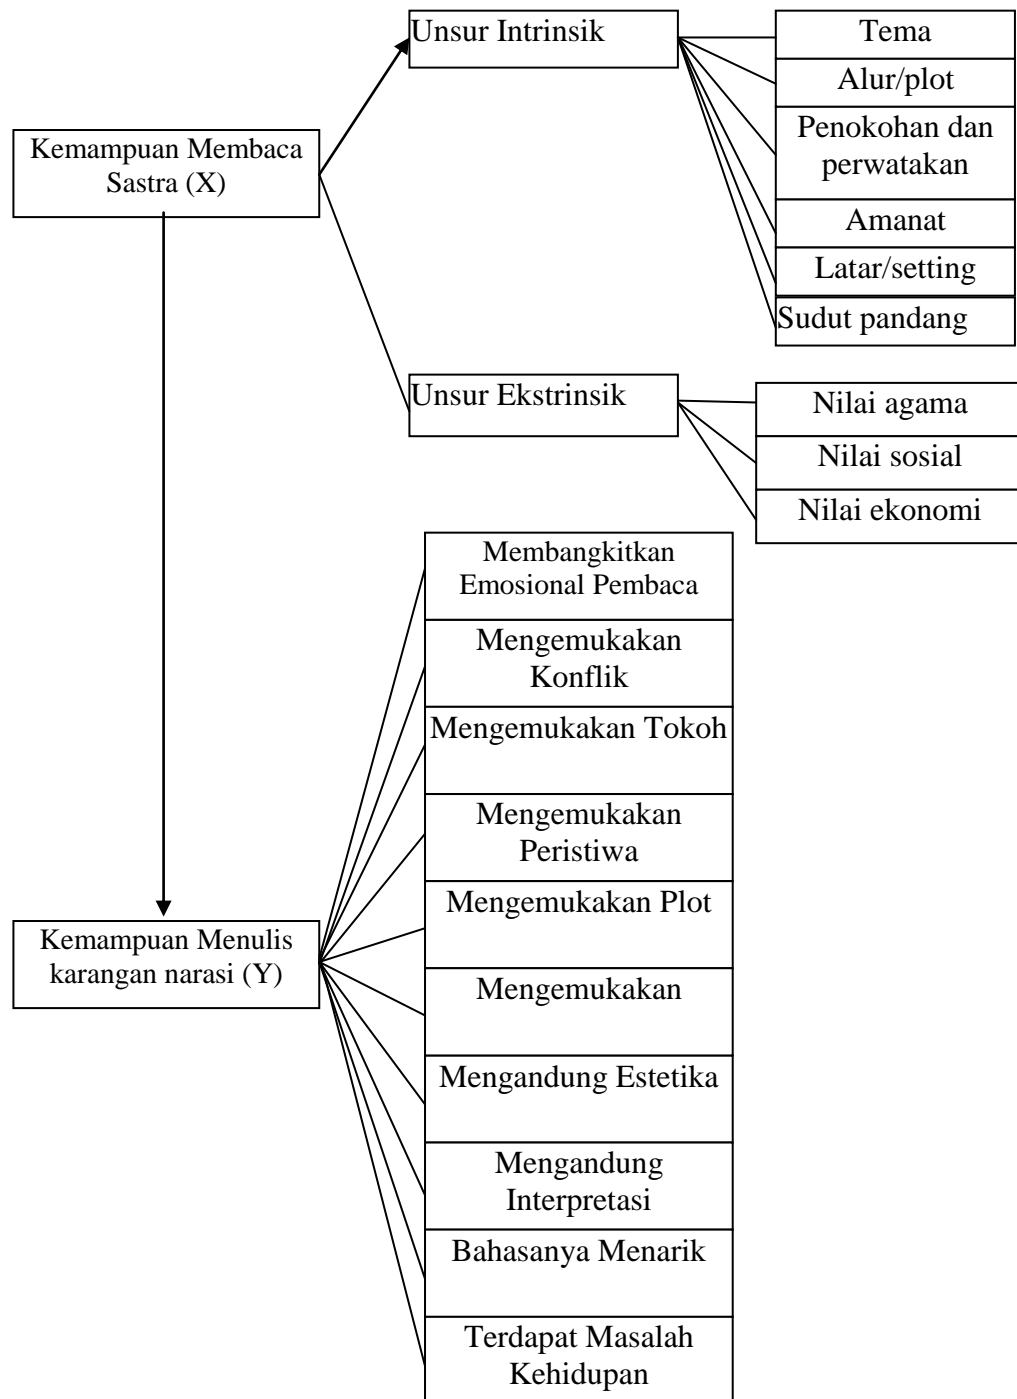 Unsur Intrinsik
Tema
Alur/plot
Penokohan dan
perwatakan
Amanat
Latar/setting
Sudut pandang
Kemampuan Membaca
Sastra (X)
Unsur Ekstrinsik
Nilai agama
Nilai sosial
Nilai ekonomi
Membangkitkan
Emosional Pembaca
Mengemukakan
Konflik
Mengemukakan Tokoh
Mengemukakan
Peristiwa
Mengemukakan Plot
Mengemukakan
Mengandung Estetika
Mengandung
Interpretasi
Bahasanya Menarik
Terdapat Masalah
Kehidupan
Kemampuan Menulis
karangan narasi (Y)